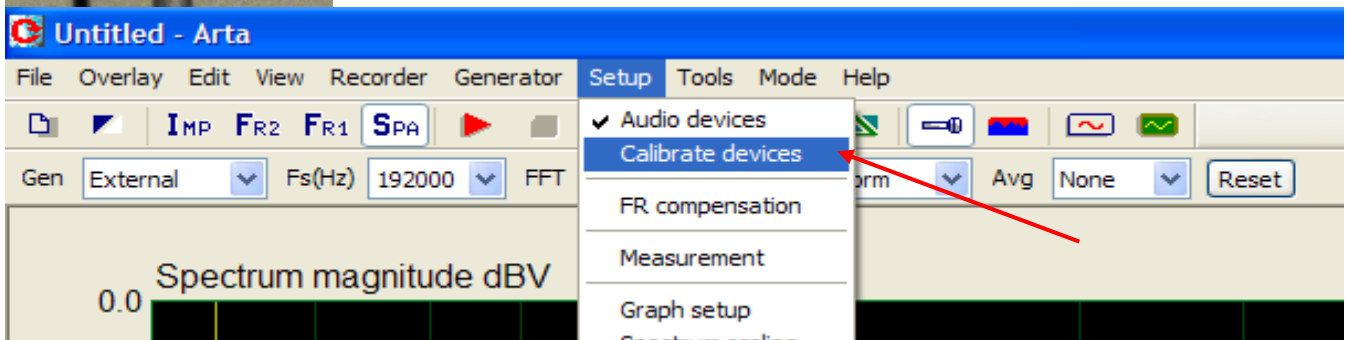 Untitled - Arta
File Overlay Edit View Recorder Generator Setup Tools Mode Help
IMP FR2 FR1 SPA
Audio devices
Calibrate devices
Gen External Fs(Hz) 192000 FFT Avg None Reset
FR compensation
Measurement
Spectrum magnitude dBV
0.0
Graph setup